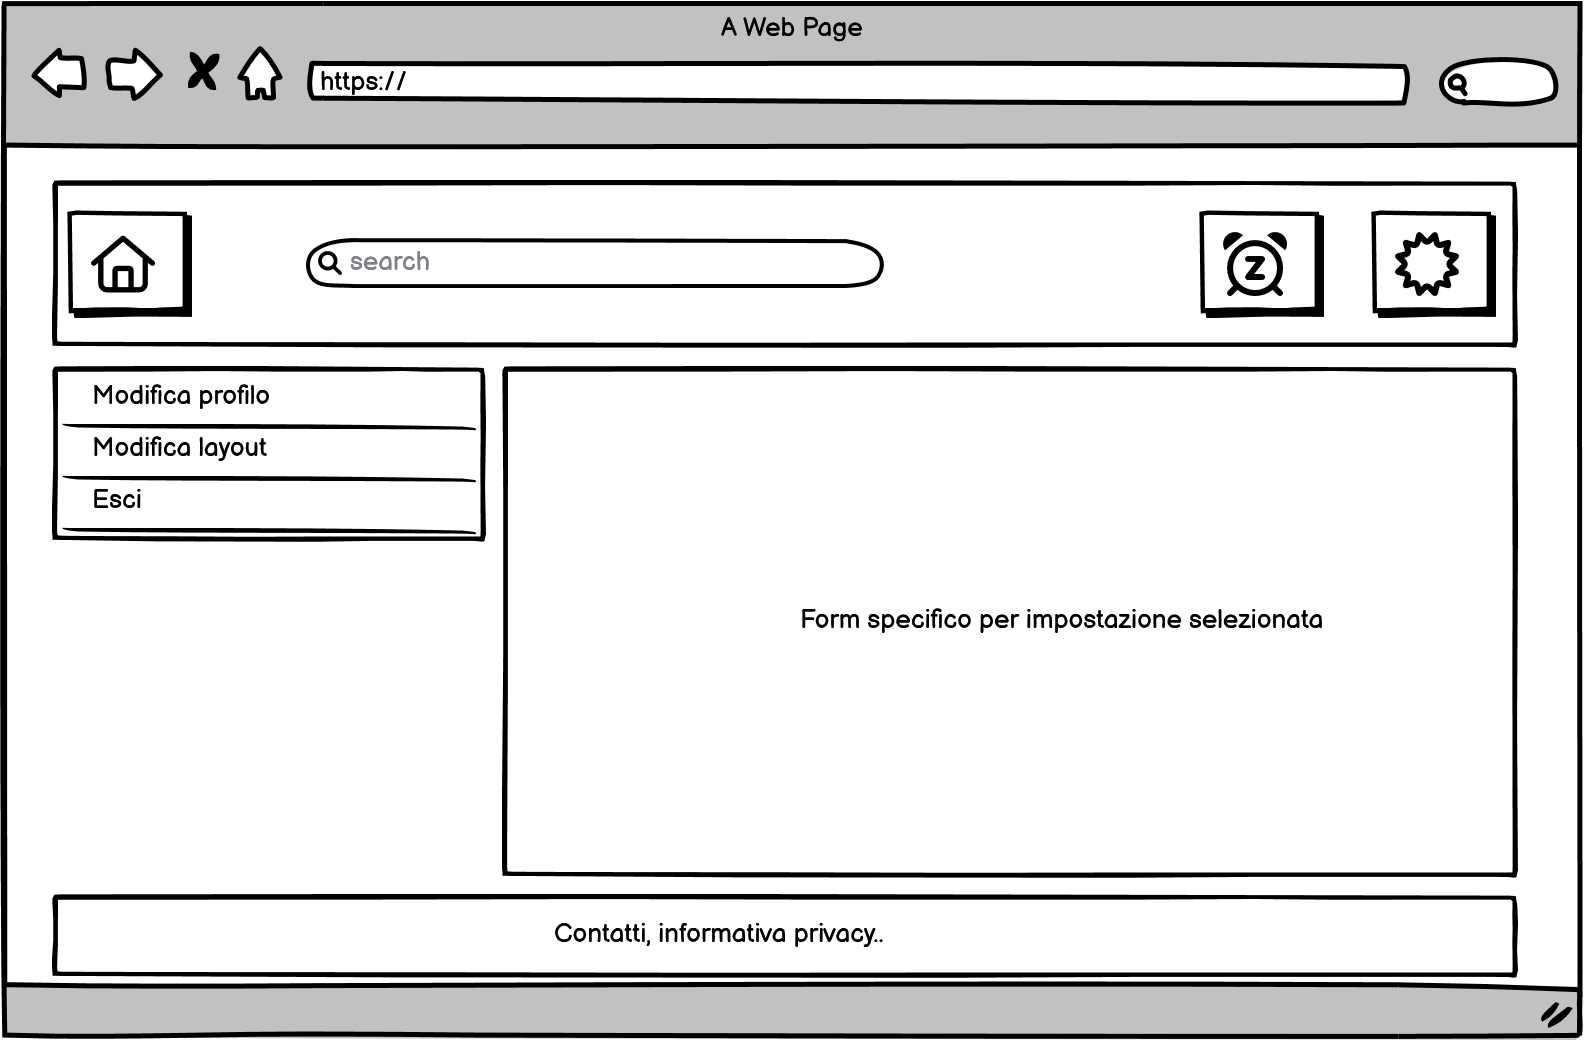 A Web Page
https://
search
Z
Modifica profilo
Modifica layout
Esci
Form specifico per impostazione selezionata
Contatti, informativa privacy..